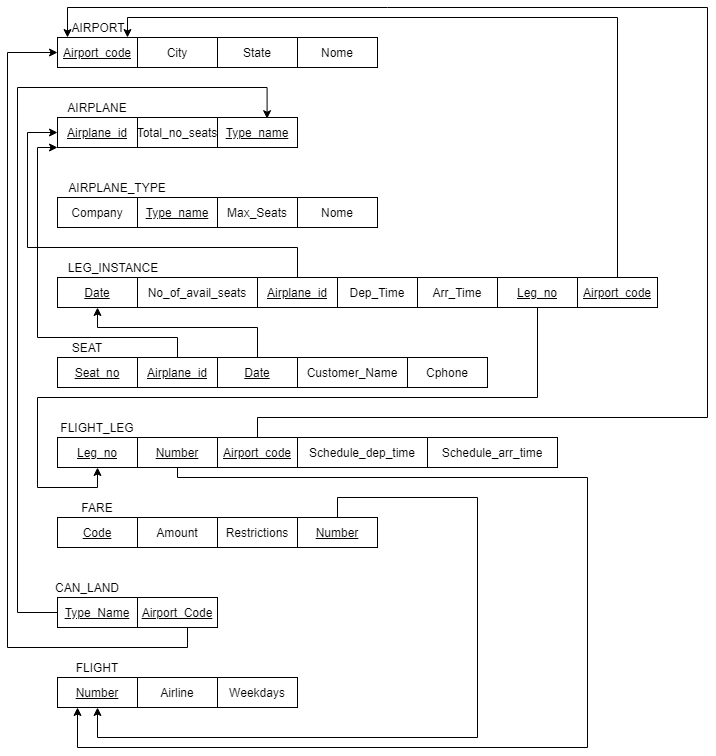 AIRPORT
Airport_code City State Nome
AIRPLANE
Airplane_id Total_no_seats Type_name
AIRPLANE_TYPE
Company Type_name Max_Seats Nome
LEG_INSTANCE
Date No_of_avail_seats Airplane_id Dep_Time Arr_Time Leg_no Airport_code
SEAT
Seat_no Airplane_id Date Customer_Name Cphone
FLIGHT_LEG
Leg_no Number Airport_code Schedule_dep_time Schedule_arr_time
FARE
Code Amount Restrictions Number
CAN_LAND
Type_Name Airport_Code
FLIGHT
Number Airline Weekdays